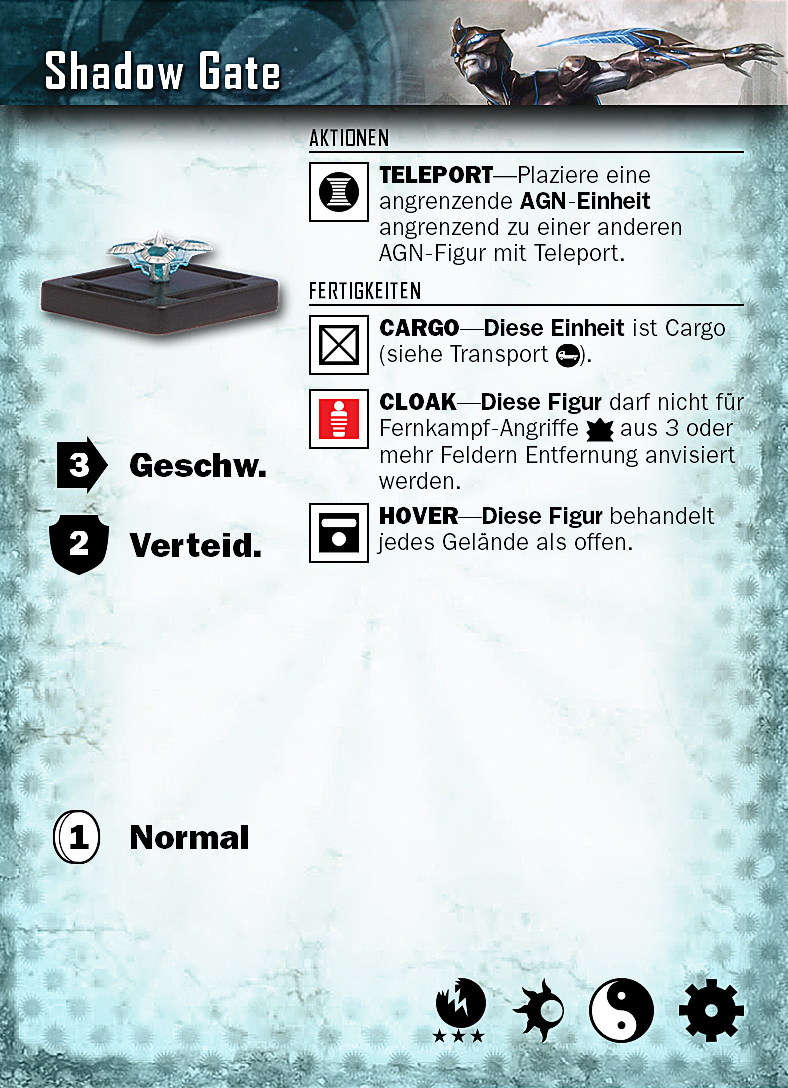 Shadow Gate
AKTIONEN
TELEPORT—Plaziere eine
angrenzende AGN-Einheit
angrenzend zu einer anderen
AGN-Figur mit Teleport.
FERTIGKEITEN
CARGO—Diese Einheit ist Cargo
(siehe Transport ).
CLOAK—Diese Figur darf nicht für
Fernkampf-Angriffe aus 3 oder
mehr Feldern Entfernung anvisiert
werden.
HOVER—Diese Figur behandelt
jedes Gelände als offen.
3 Geschw.
2 Verteid.
1 Normal